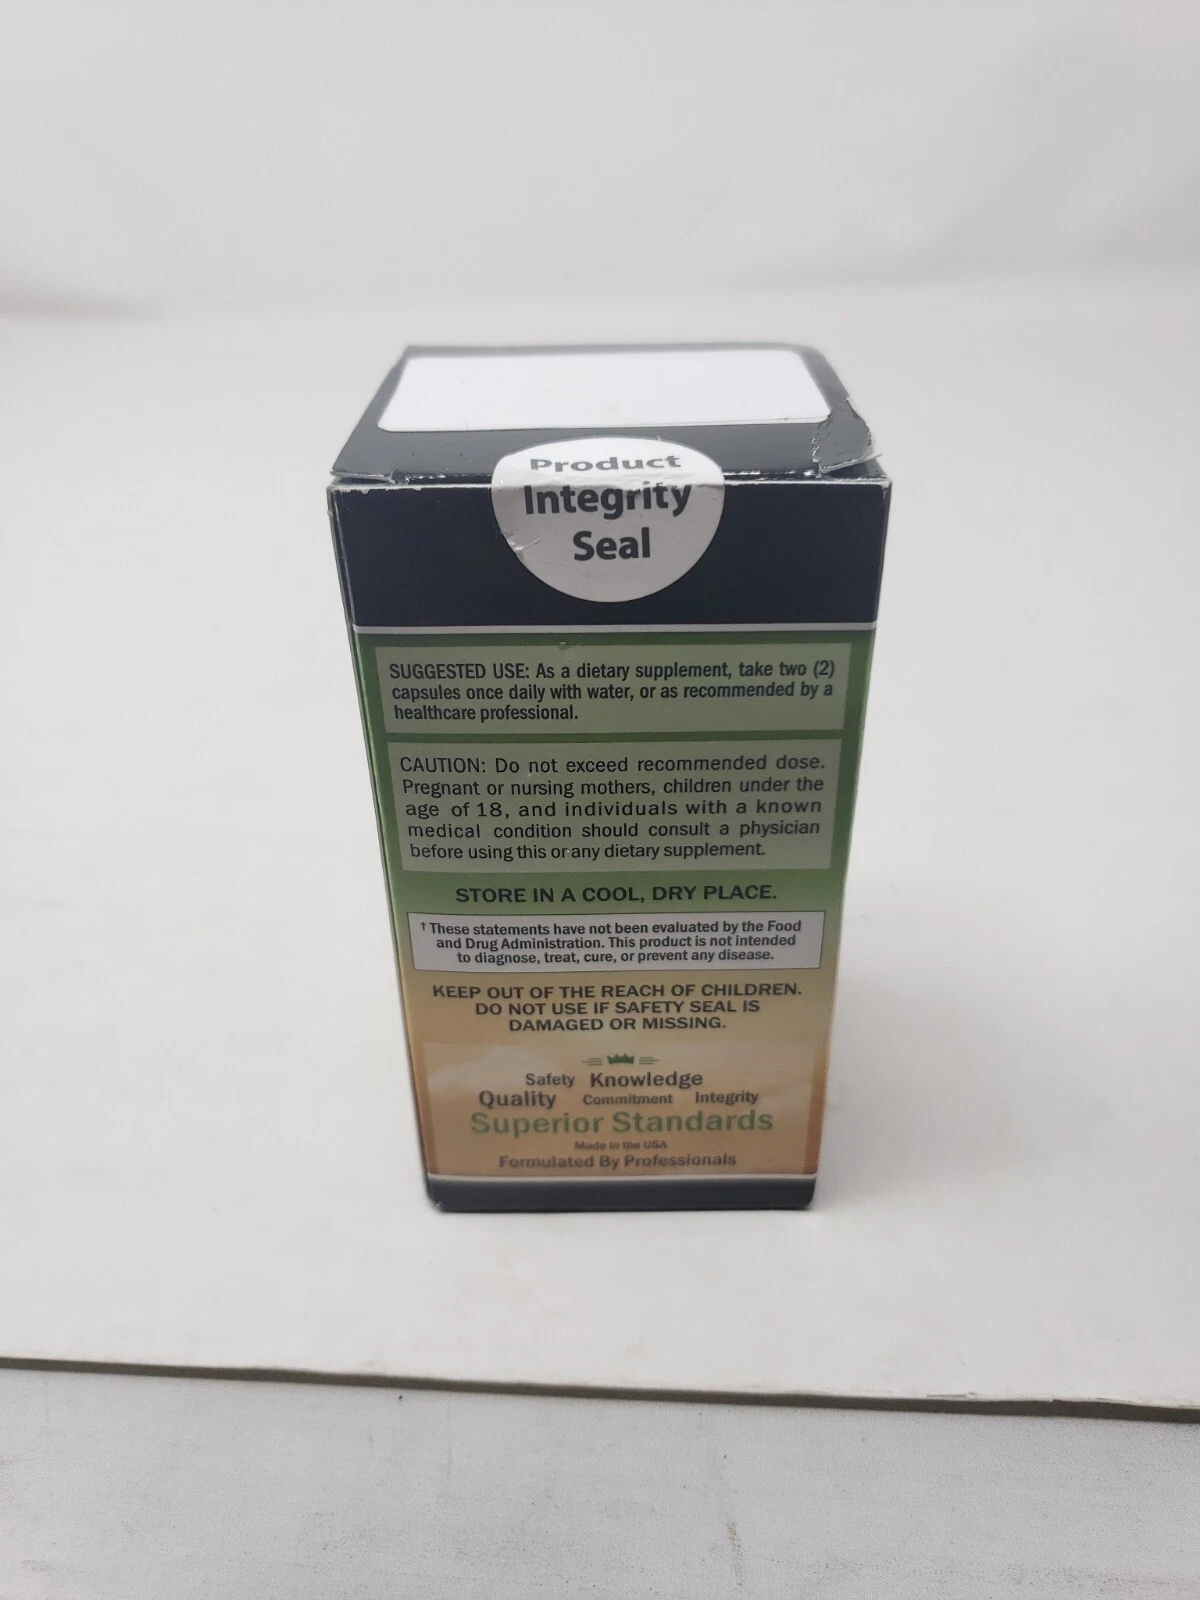 Product
Integrity
Seal
SUGGESTED USE: As a dietary supplement, take two (2)
capsules once daily with water, or as recommended by a
healthcare professional.
CAUTION: Do not exceed recommended dose.
Pregnant or nursing mothers, children under the
age of 18, and individuals with a known
medical condition should consult a physician
before using this or any dietary supplement.
STORE IN A COOL, DRY PLACE.
† These statements have not been evaluated by the Food
and Drug Administration. This product is not intended
to diagnose, treat, cure, or prevent any disease.
KEEP OUT OF THE REACH OF CHILDREN.
DO NOT USE IF SAFETY SEAL IS
DAMAGED OR MISSING.
Safety Knowledge
Quality Commitment Integrity
Superior Standards
Made in the USA
Formulated By Professionals